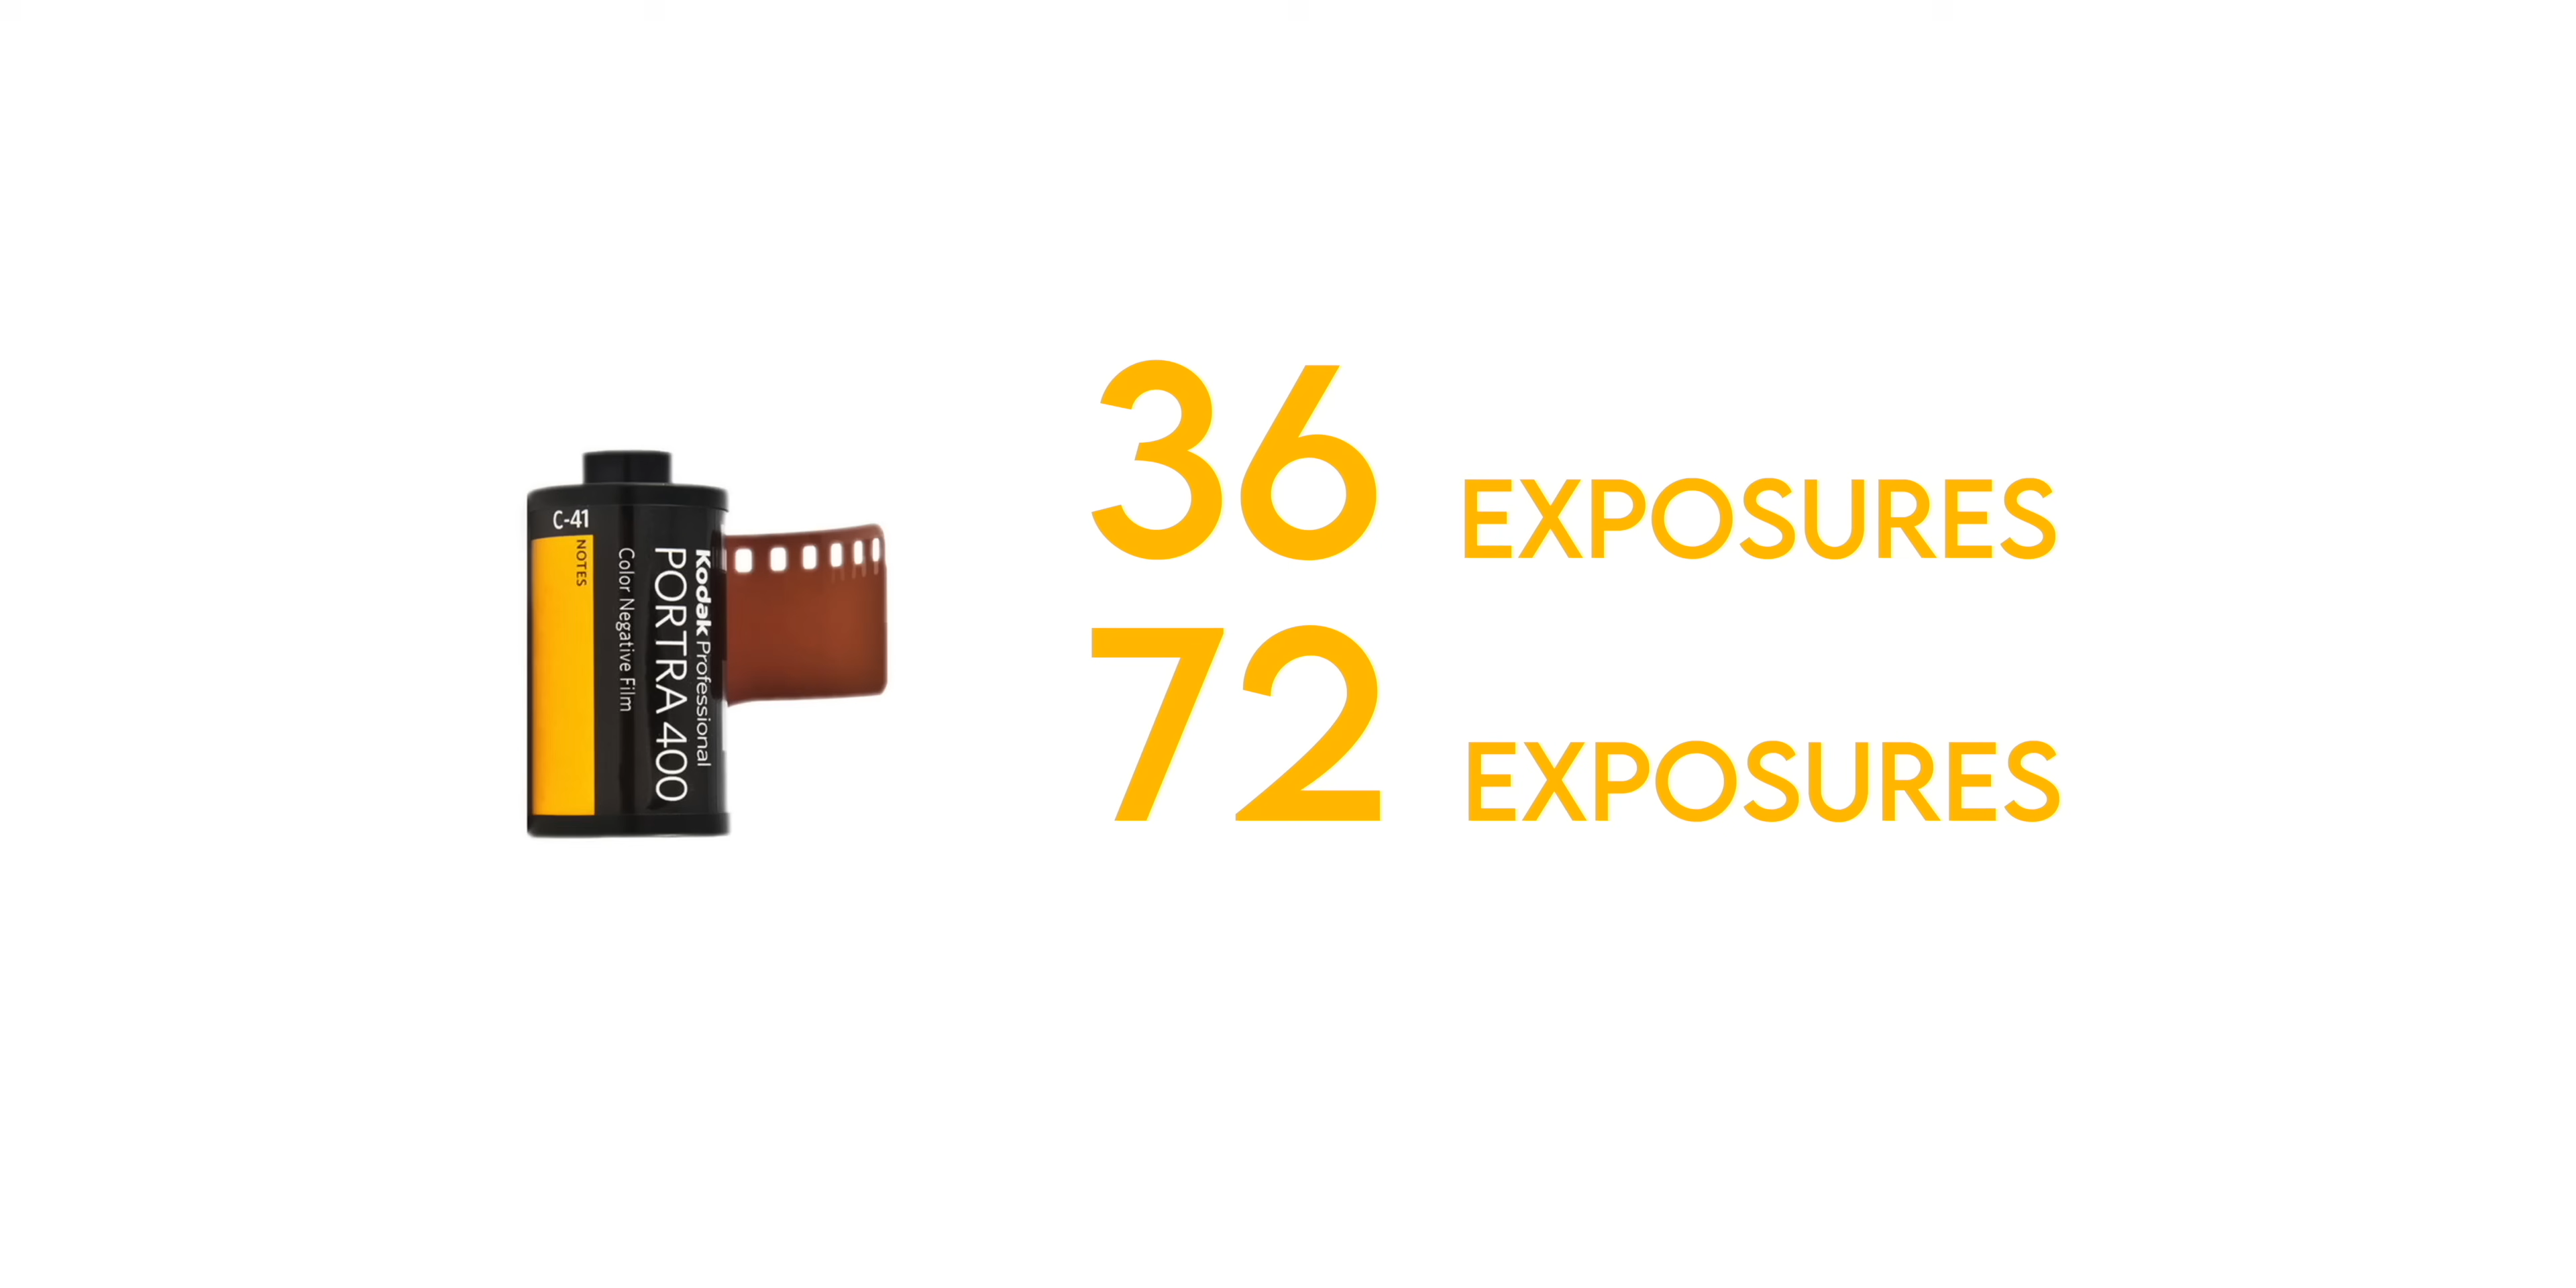 C-41
NOTES
Color Negative Film
PORTRA 400
Kodak Professional
36 EXPOSURES
72 EXPOSURES